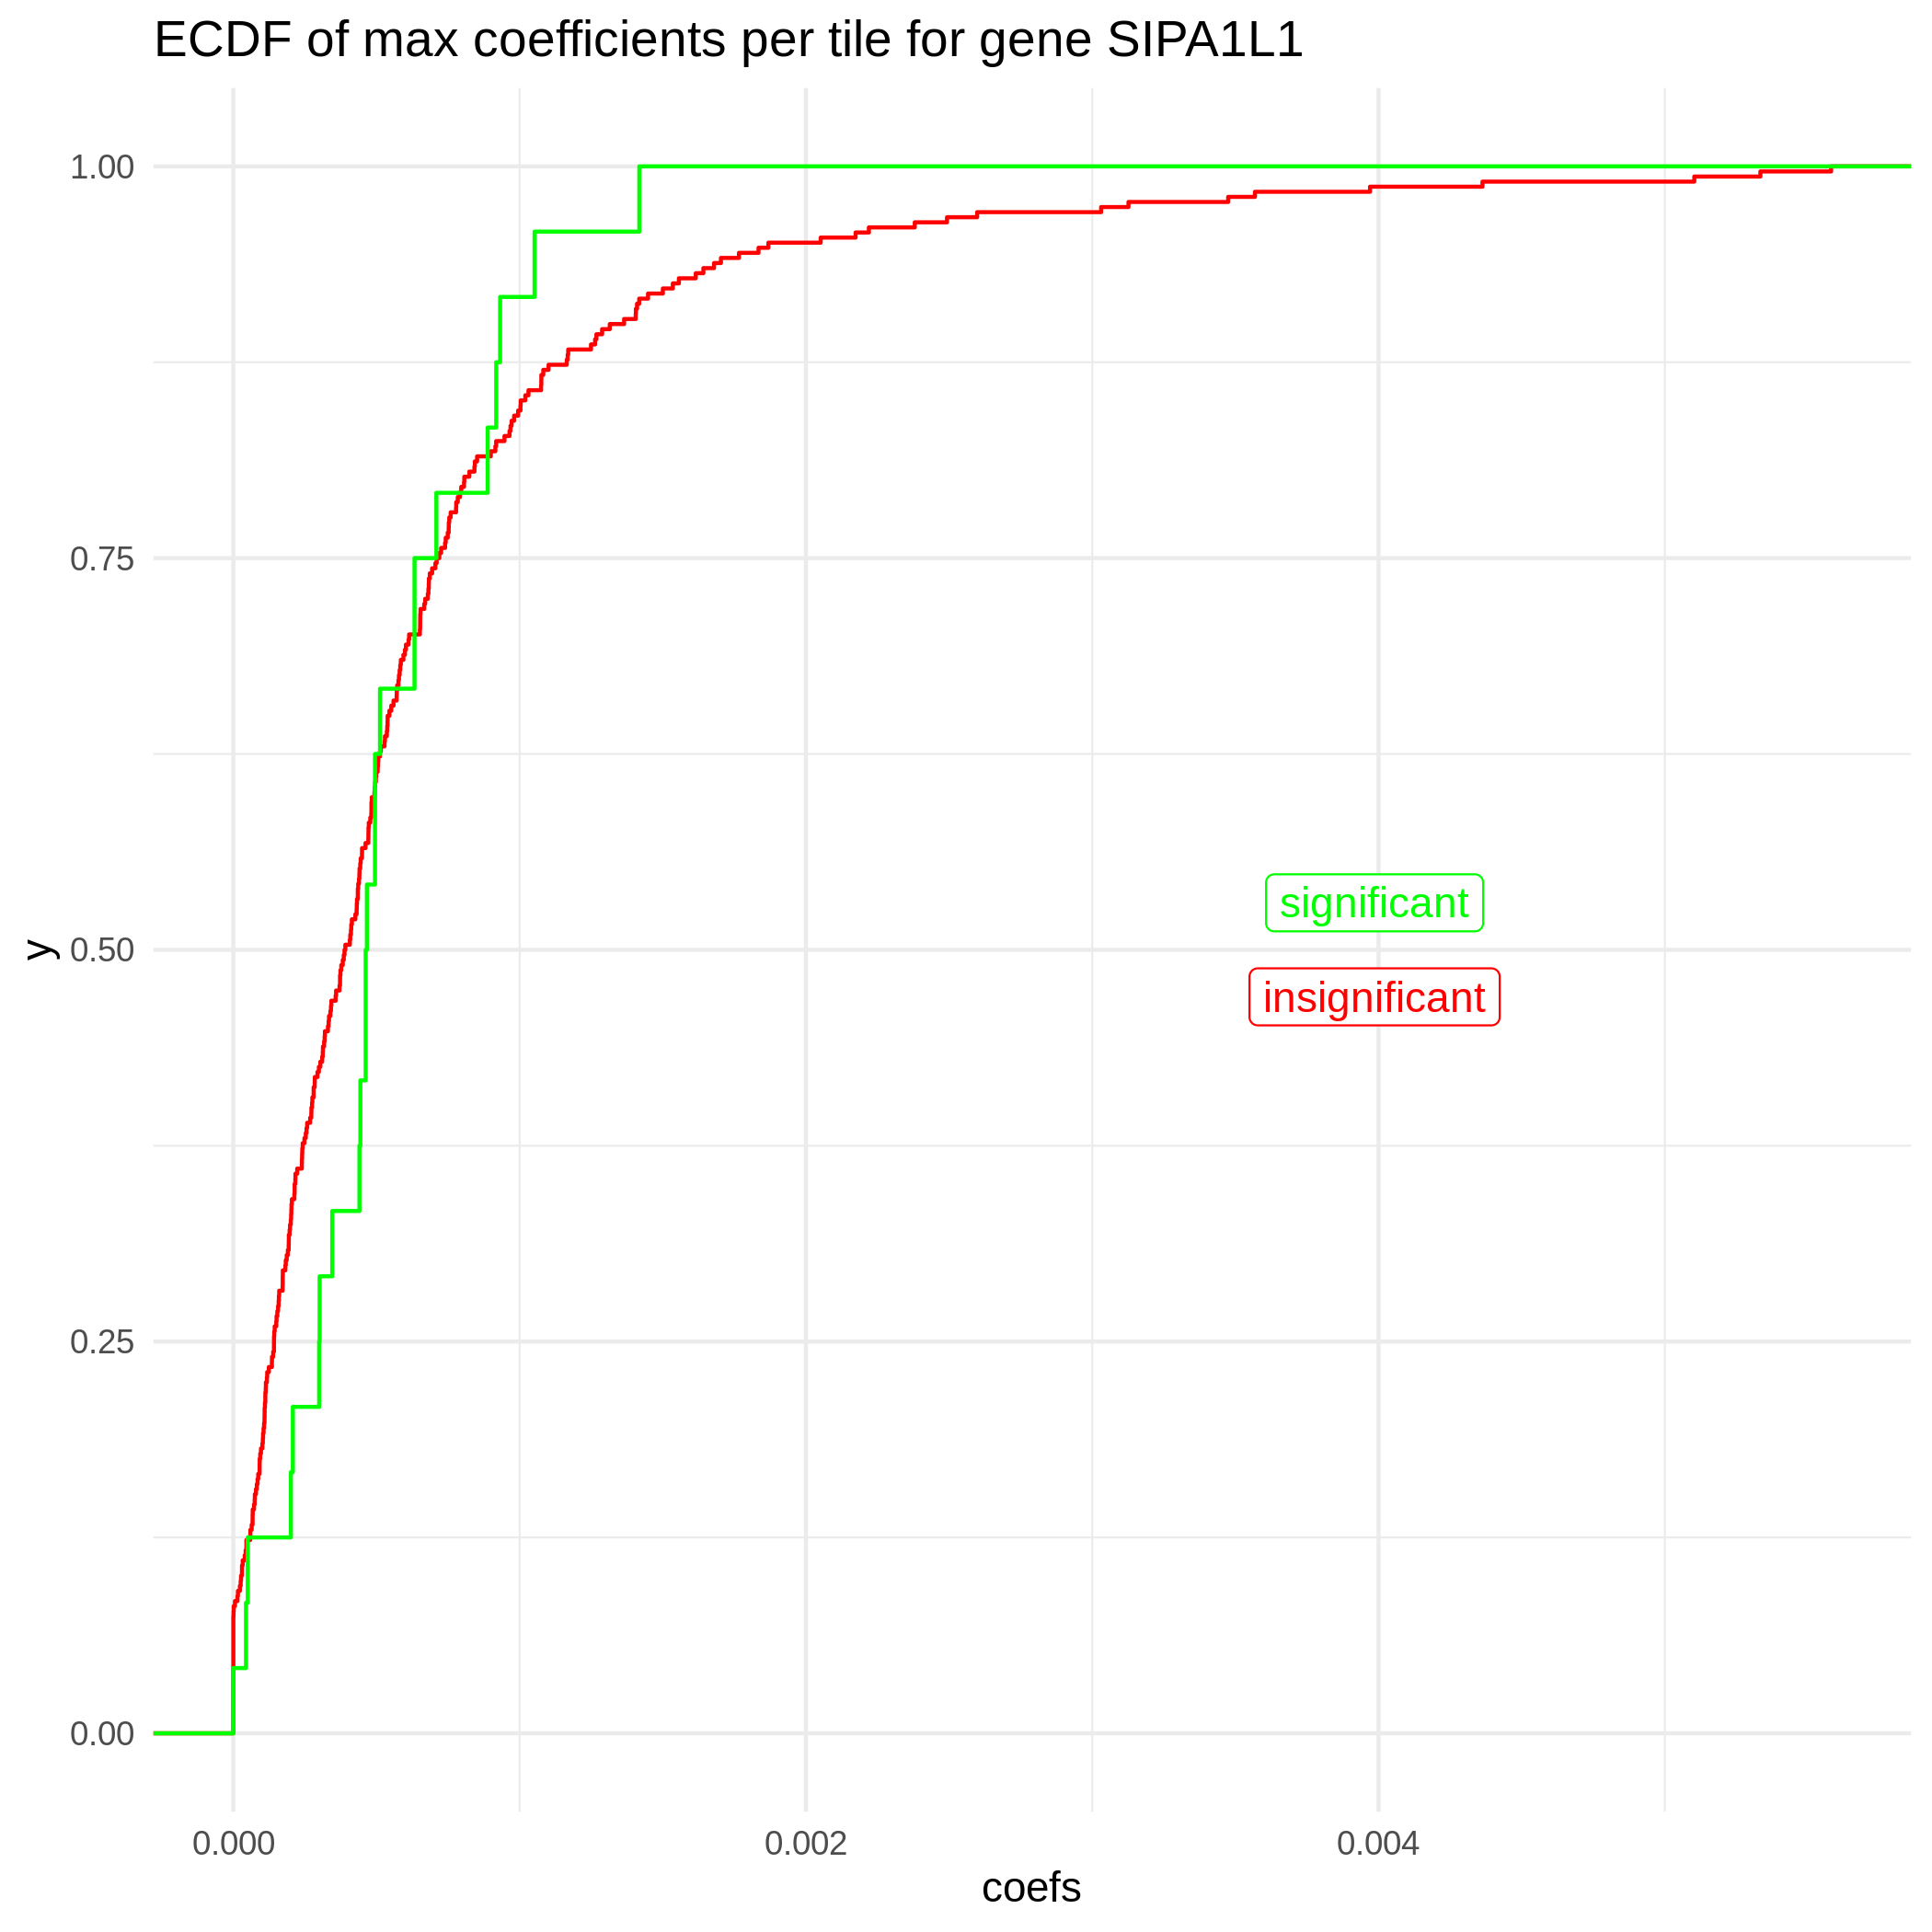 ECDF of max coefficients per tile for gene SIPA1L1
1.00
0.75
0.50
0.25
0.00
y
significant
insignificant
0.000 0.002 0.004
coefs